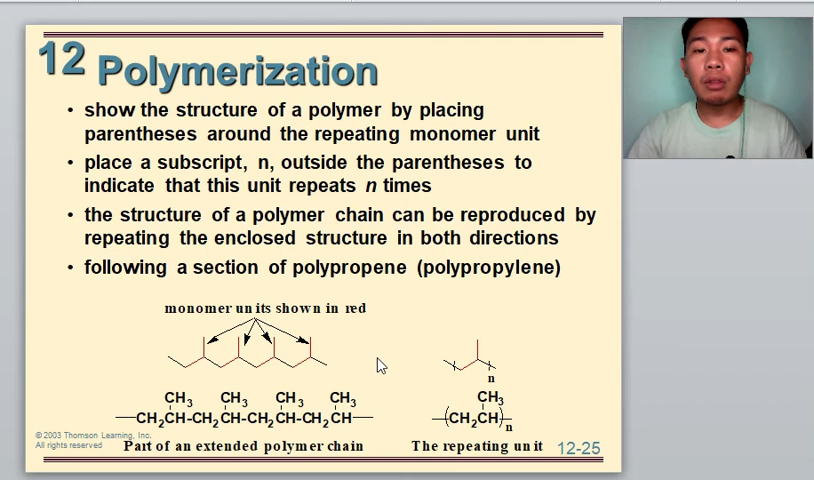 12 Polymerization
• show the structure of a polymer by placing
parentheses around the repeating monomer unit
• place a subscript, n, outside the parentheses to
indicate that this unit repeats n times
• the structure of a polymer chain can be reproduced by
repeating the enclosed structure in both directions
• following a section of polypropene (polypropylene)
monomer units shown in red
n
CH3 CH3 CH3 CH3
CH2CH-CH2CH-CH2CH-CH2CH
Part of an extended polymer chain
CH3
(CH2CH)n
The repeating unit
© 2003 Thomson Learning, Inc.
All rights reserved
12-25